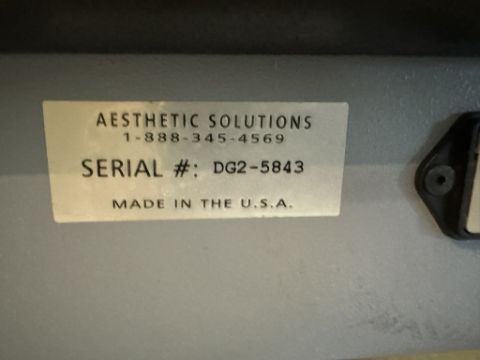 AESTHETIC SOLUTIONS
1-888-345-4569
SERIAL #: DG2-5843
MADE IN THE U.S.A.